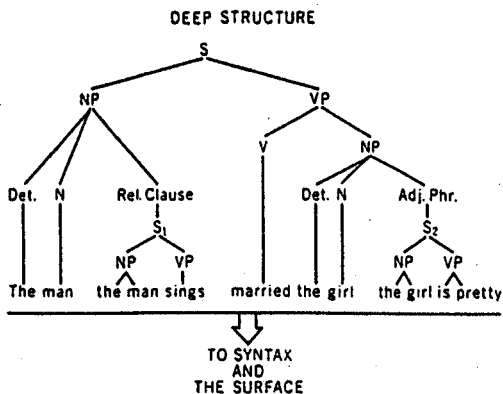 DEEP STRUCTURE
S
NP VP
V NP
Det. N Rel. Clause Det. N Adj. Phr.
S₁ S₂
NP VP NP VP
The man the man sings married the girl the girl is pretty
TO SYNTAX
AND
THE SURFACE